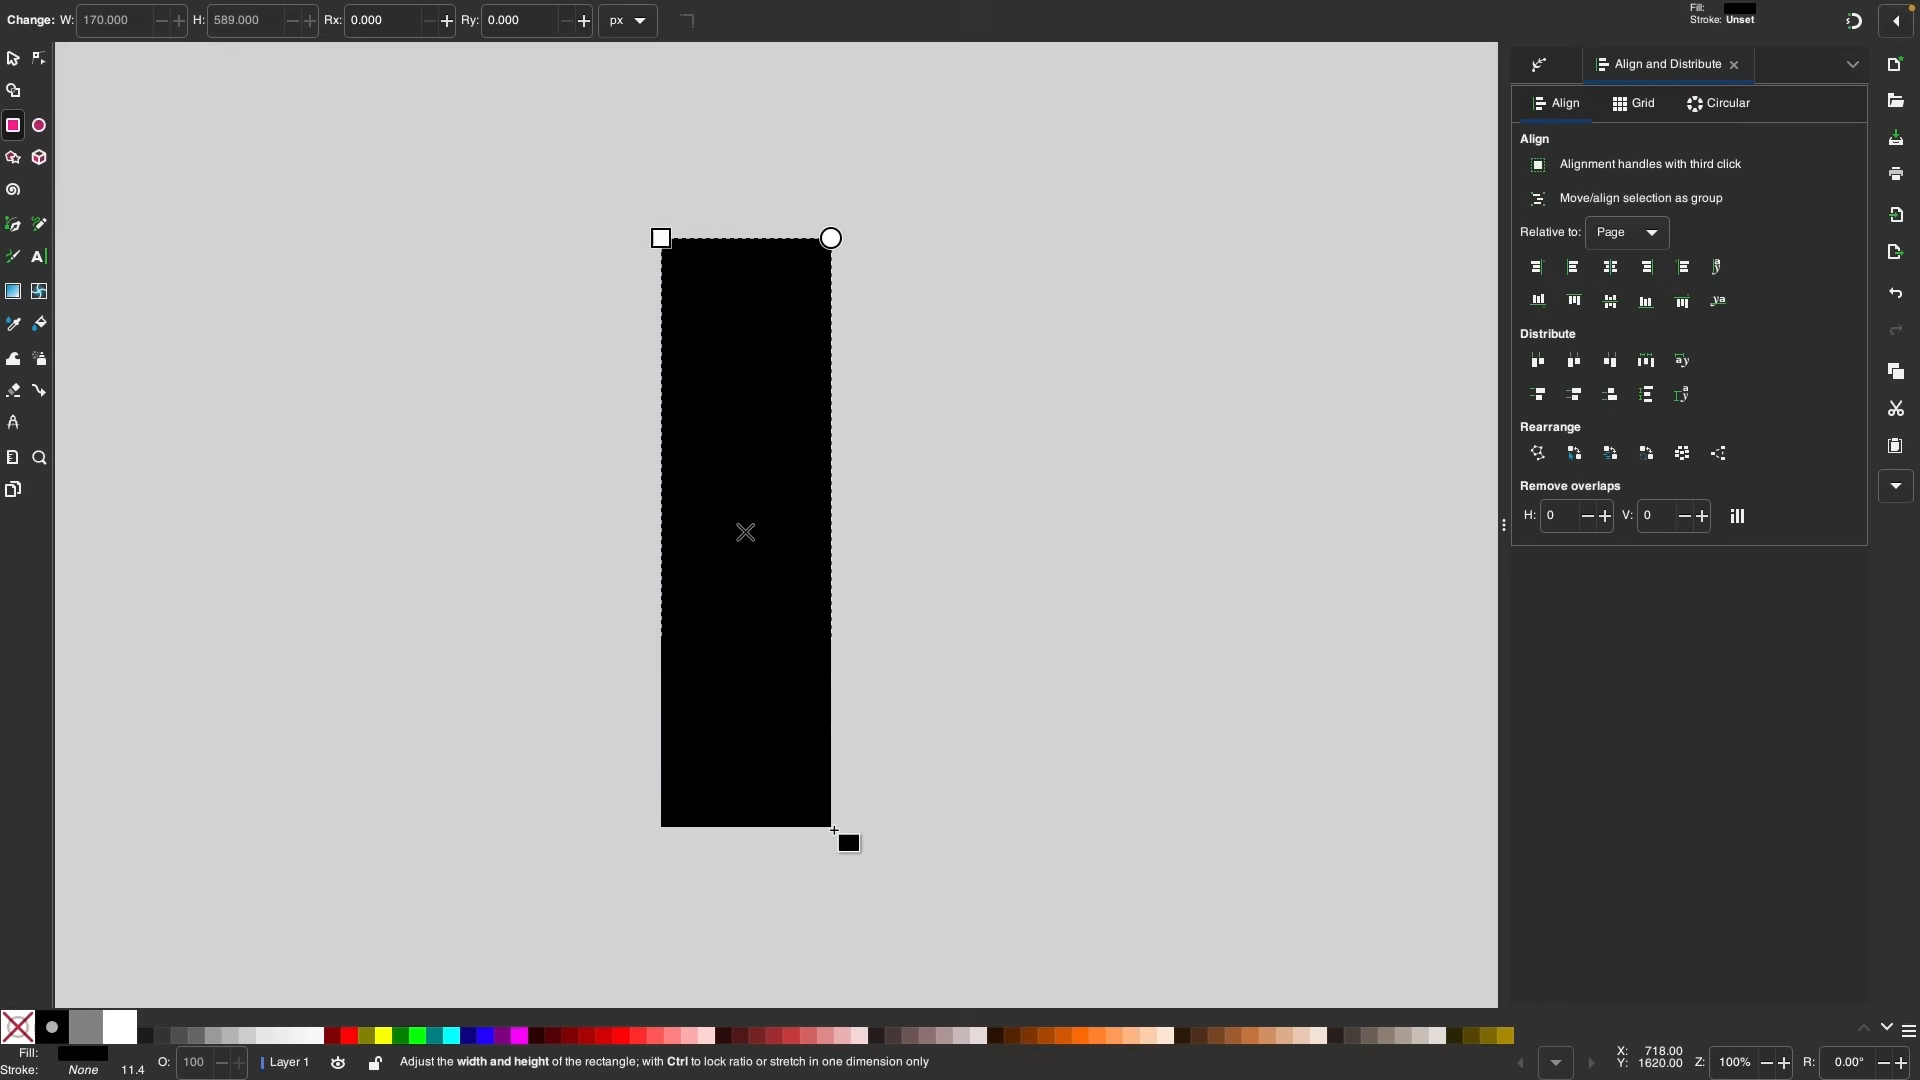 Change: W: 170.000 H: 589.000 Rx: 0.000 Ry: 0.000 px
Fill:
Stroke: Unset
Align and Distribute
Align Grid Circular
Align
Alignment handles with third click
Move/align selection as group
Relative to: Page
Distribute
Rearrange
Remove overlaps
H: 0 V: 0
Fill:
Stroke: None 11.4
O: 100
Layer 1
Adjust the width and height of the rectangle; with Ctrl to lock ratio or stretch in one dimension only
X: 718.00
Y: 1620.00
Z: 100%
R: 0.00°